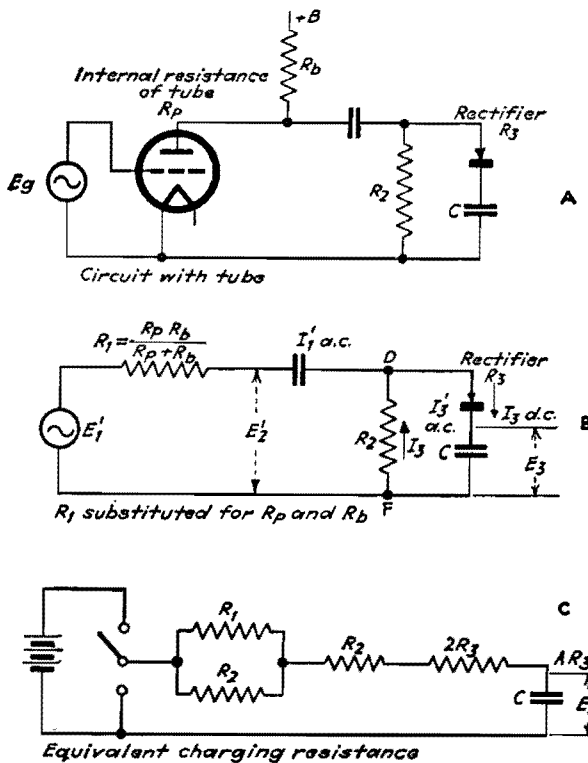 +B
Rb
Internal resistance
of tube
Rp
Rectifier
R3
Eg
R2
C
A
Circuit with tube
R1 = Rp Rb / Rp + Rb
I1' a.c.
D
Rectifier
R3
E1'
E2'
R2
I3
I3'
a.c.
I3 d.c.
C
E3
B
F
R1 substituted for Rp and Rb
C
R1
R2
R2
2R3
AR3
C
E
Equivalent charging resistance